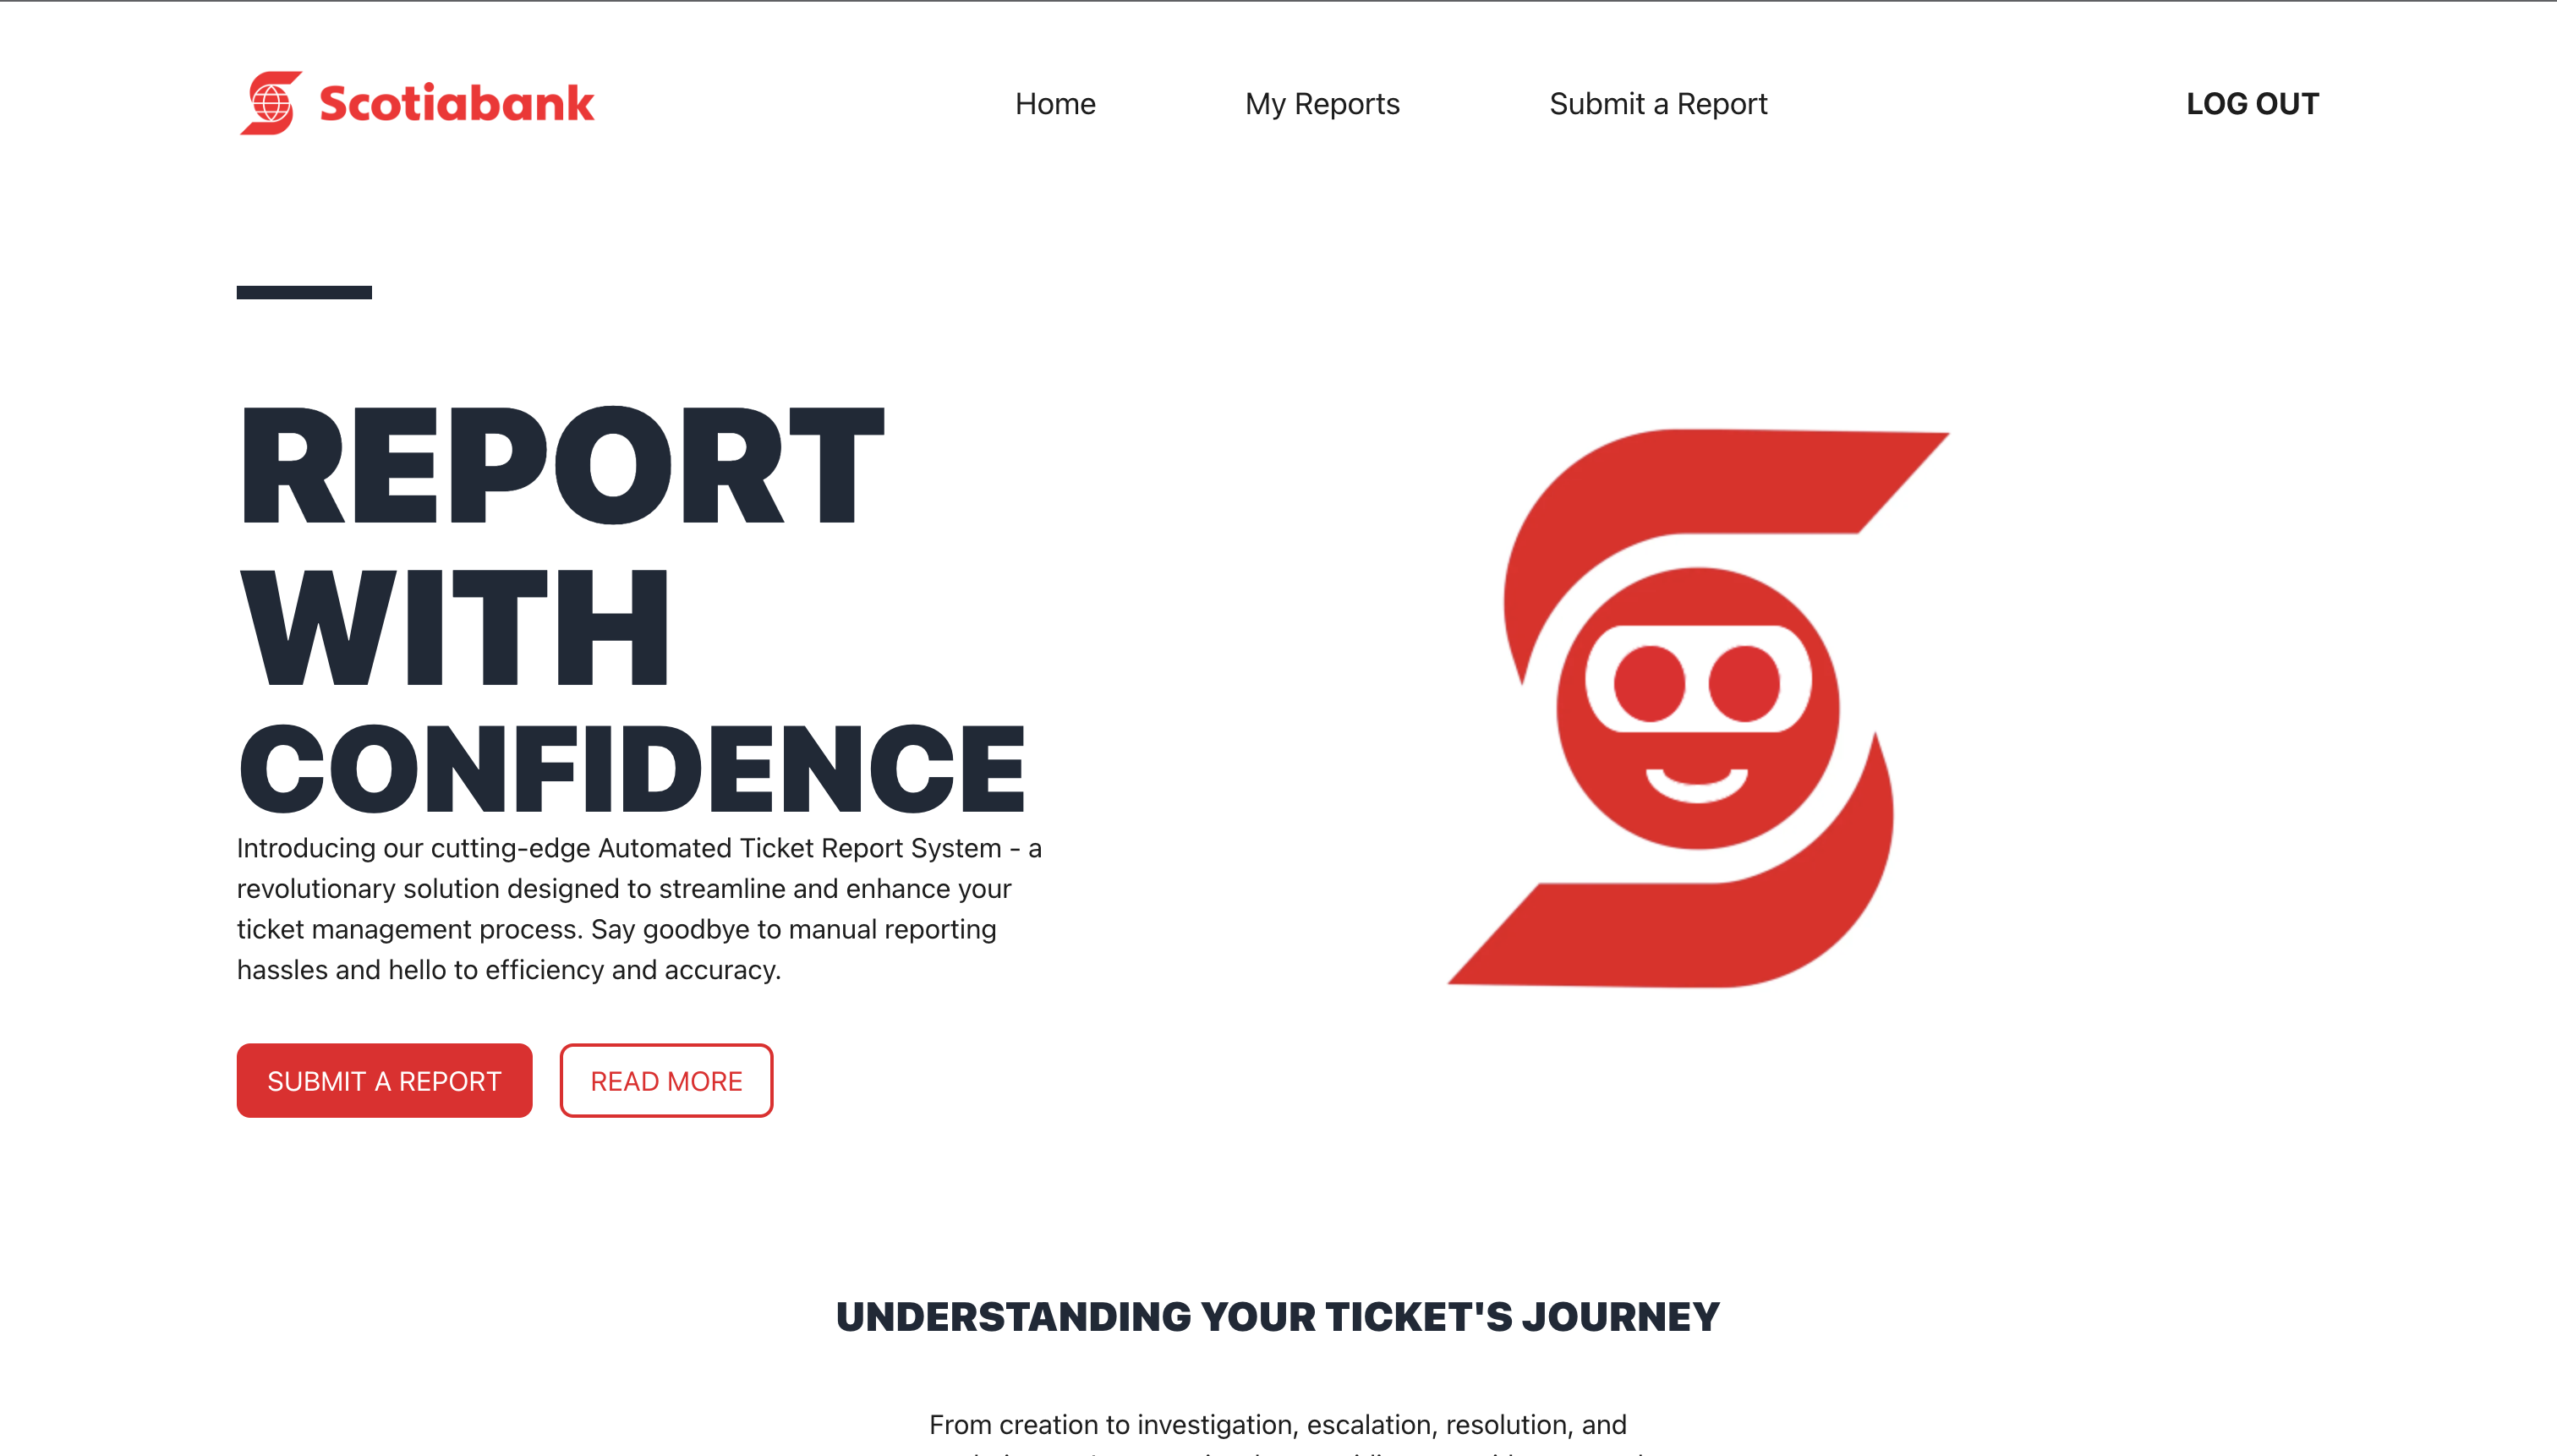 Scotiabank
Home
My Reports
Submit a Report
LOG OUT
REPORT
WITH
CONFIDENCE
Introducing our cutting-edge Automated Ticket Report System - a
revolutionary solution designed to streamline and enhance your
ticket management process. Say goodbye to manual reporting
hassles and hello to efficiency and accuracy.
SUBMIT A REPORT
READ MORE
UNDERSTANDING YOUR TICKET'S JOURNEY
From creation to investigation, escalation, resolution, and